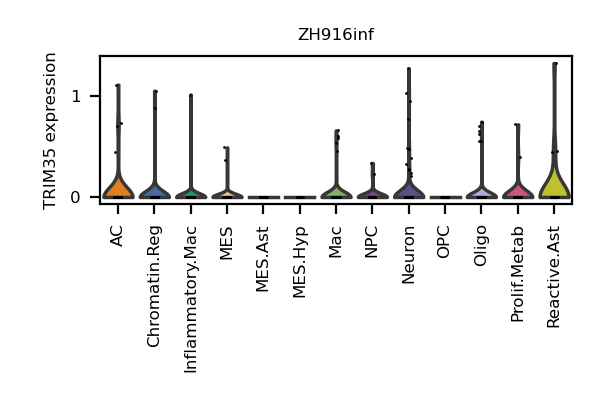 ZH916inf
TRIM35 expression
1
0
AC
Chromatin.Reg
Inflammatory.Mac
MES
MES.Ast
MES.Hyp
Mac
NPC
Neuron
OPC
Oligo
Prolif.Metab
Reactive.Ast